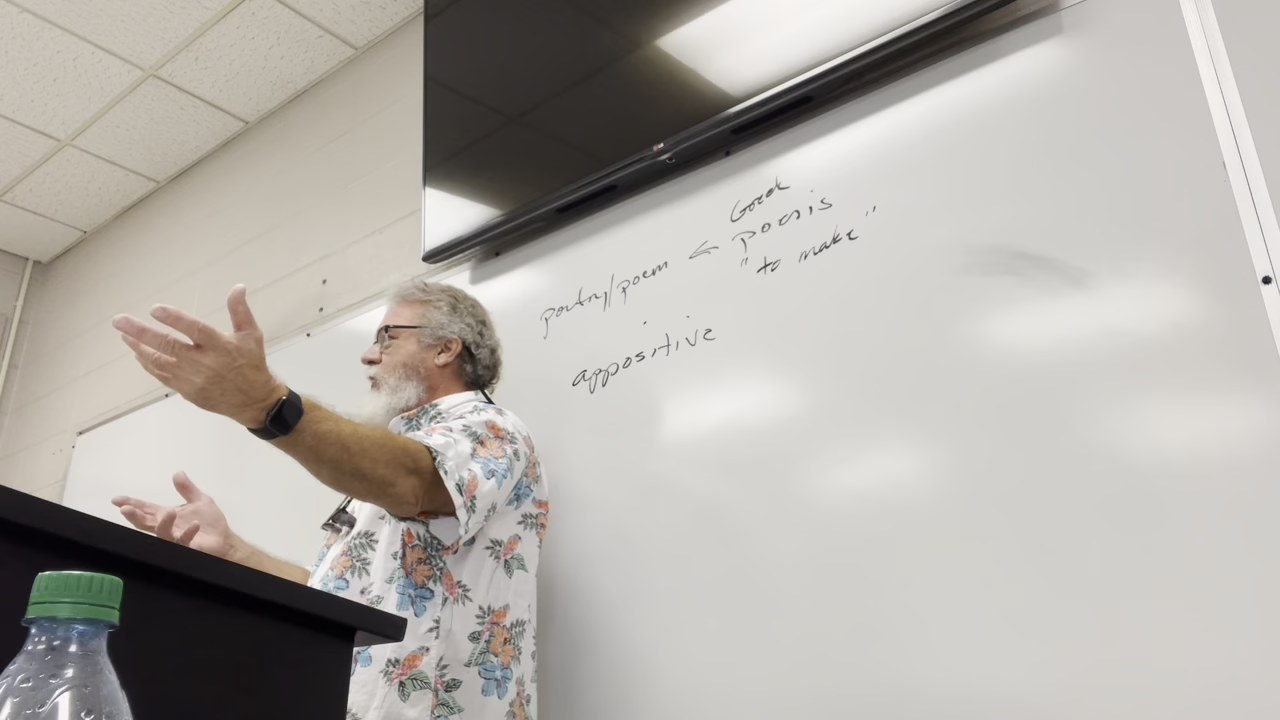 Greek
poetry/poem ← poesis
"to make"
appositive